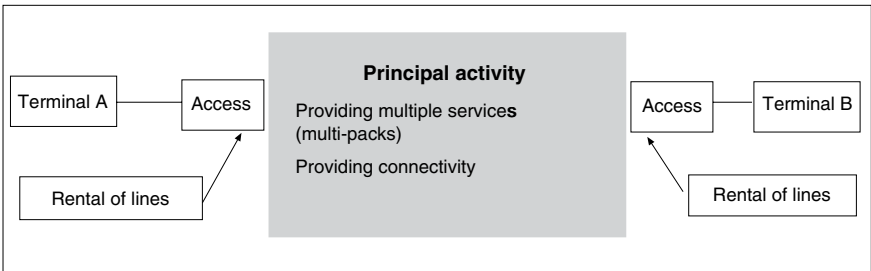 Terminal A
Access
Rental of lines
Principal activity
Providing multiple services
(multi-packs)
Providing connectivity
Access
Terminal B
Rental of lines